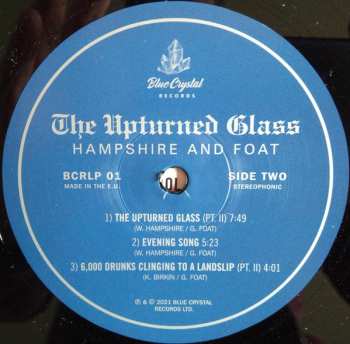 Blue Crystal
RECORDS
The Upturned Glass
HAMPSHIRE AND FOAT
BCRLP 01 SIDE TWO
MADE IN THE E.U. STEREOPHONIC
1) THE UPTURNED GLASS (PT. II) 7:49
(W. HAMPSHIRE / G. FOAT)
2) EVENING SONG 5:23
(W. HAMPSHIRE / G. FOAT)
3) 6,000 DRUNKS CLINGING TO A LANDSLIP (PT. II) 4:01
(K. BIRKIN / G. FOAT)
℗ & © 2021 BLUE CRYSTAL
RECORDS LTD.